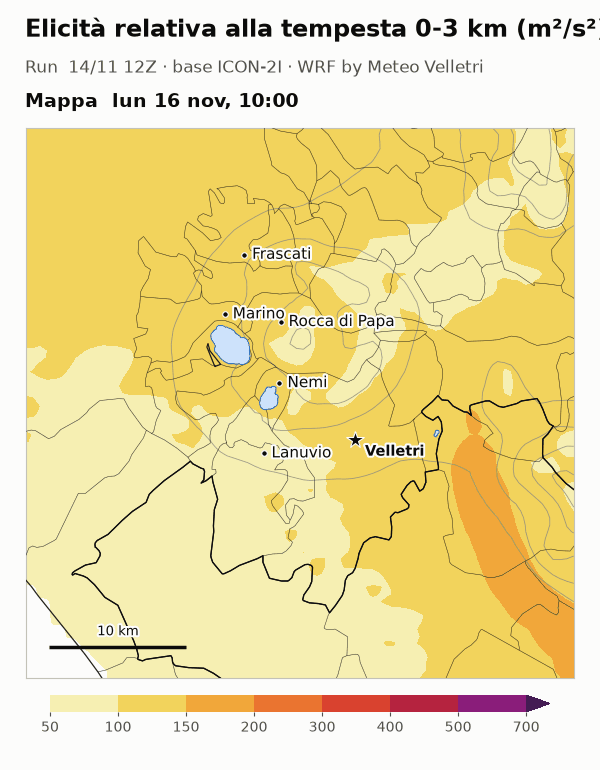 Elicità relativa alla tempesta 0-3 km (m²/s²)
Run 14/11 12Z · base ICON-2I · WRF by Meteo Velletri
Mappa lun 16 nov, 10:00
Frascati
Marino
Rocca di Papa
Nemi
Velletri
Lanuvio
10 km
50 100 150 200 300 400 500 700